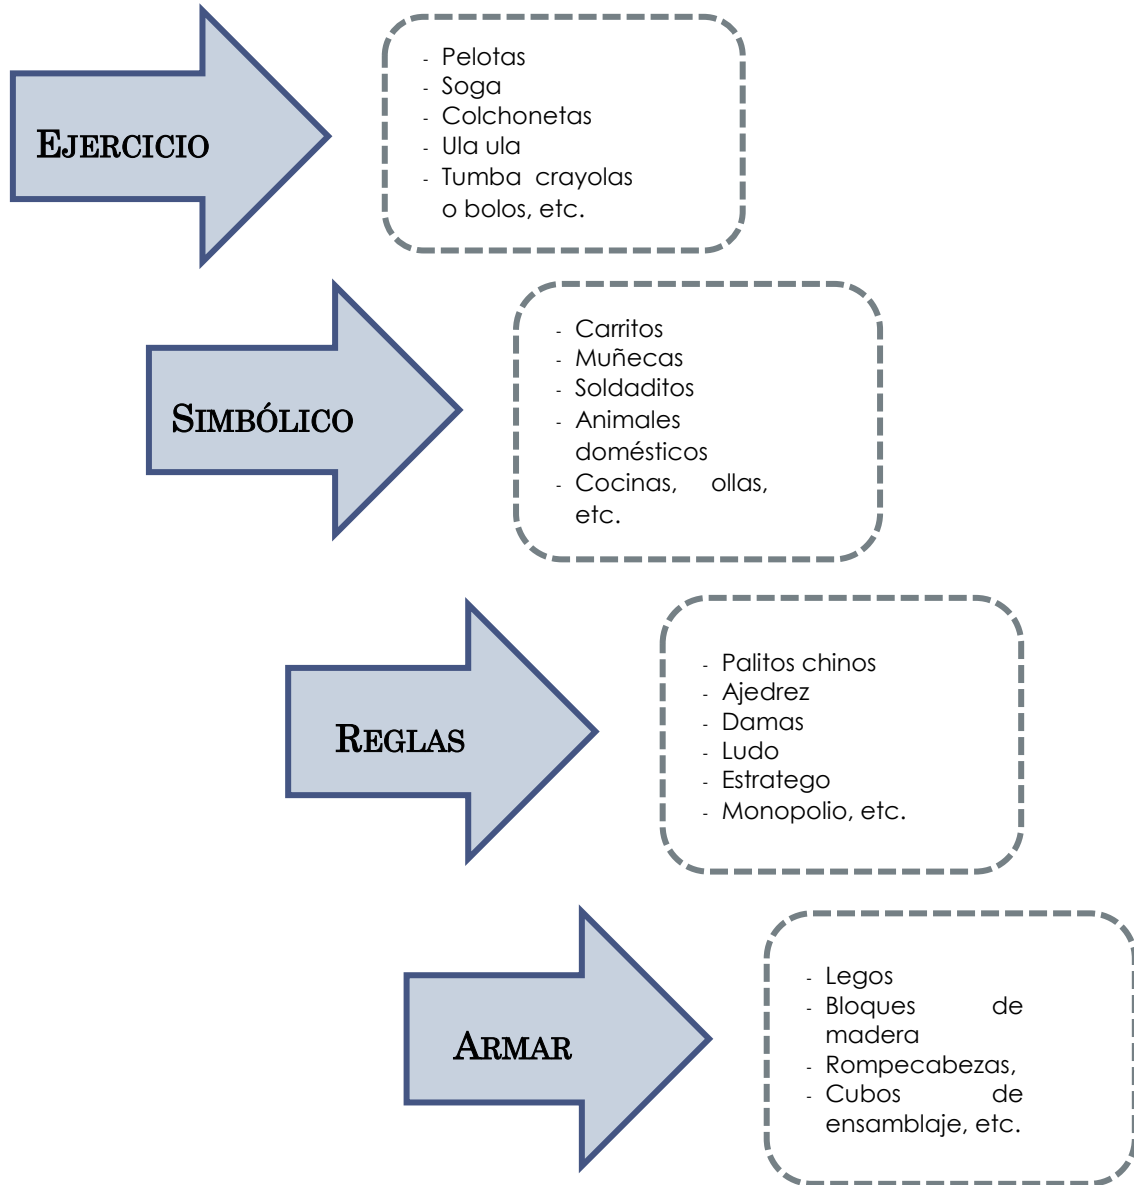 EJERCICIO
- Pelotas
- Soga
- Colchonetas
- Ula ula
- Tumba crayolas
o bolos, etc.
SIMBÓLICO
- Carritos
- Muñecas
- Soldaditos
- Animales
domésticos
- Cocinas, ollas,
etc.
REGLAS
- Palitos chinos
- Ajedrez
- Damas
- Ludo
- Estratego
- Monopolio, etc.
ARMAR
- Legos
- Bloques de
madera
- Rompecabezas,
- Cubos de
ensamblaje, etc.